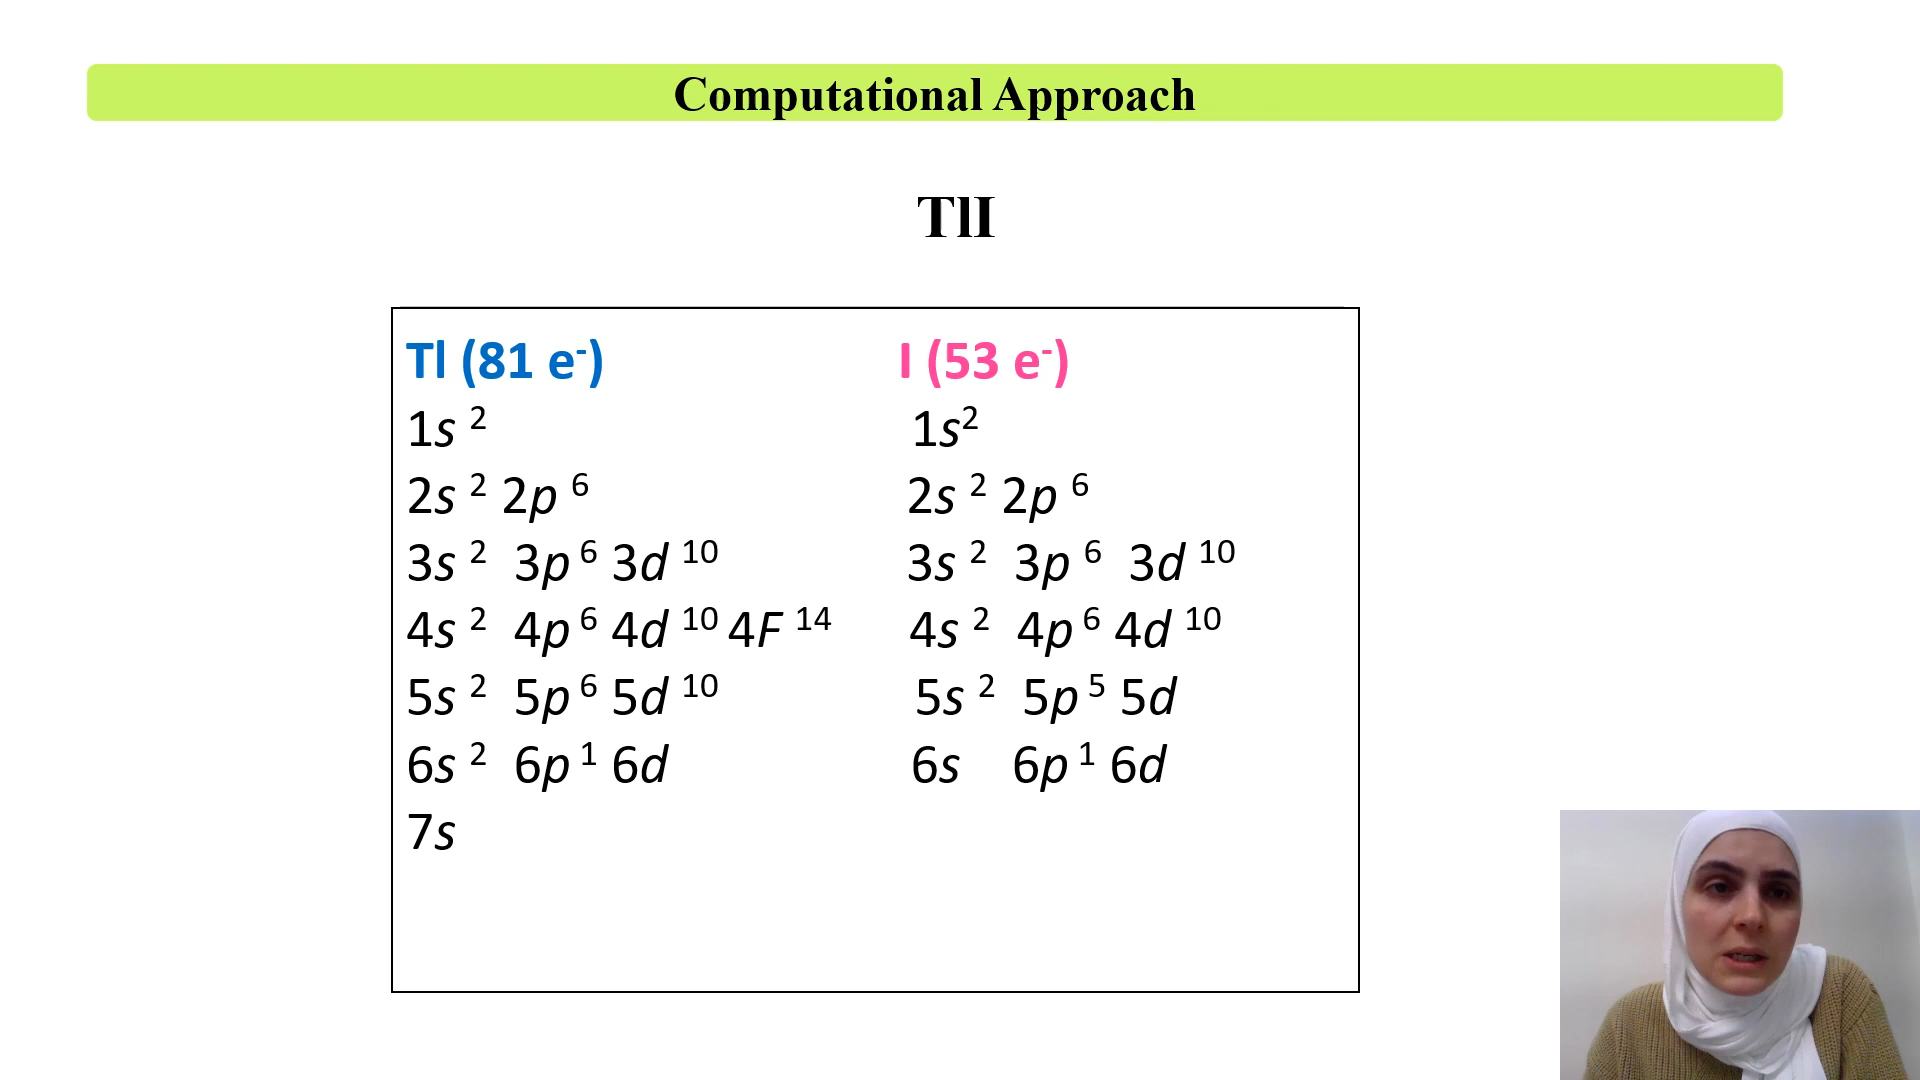 Computational Approach
TlI
Tl (81 e⁻) I (53 e⁻)
1s ² 1s²
2s ² 2p ⁶ 2s ² 2p ⁶
3s ² 3p ⁶ 3d ¹⁰ 3s ² 3p ⁶ 3d ¹⁰
4s ² 4p ⁶ 4d ¹⁰ 4F ¹⁴ 4s ² 4p ⁶ 4d ¹⁰
5s ² 5p ⁶ 5d ¹⁰ 5s ² 5p ⁵ 5d
6s ² 6p ¹ 6d 6s 6p ¹ 6d
7s